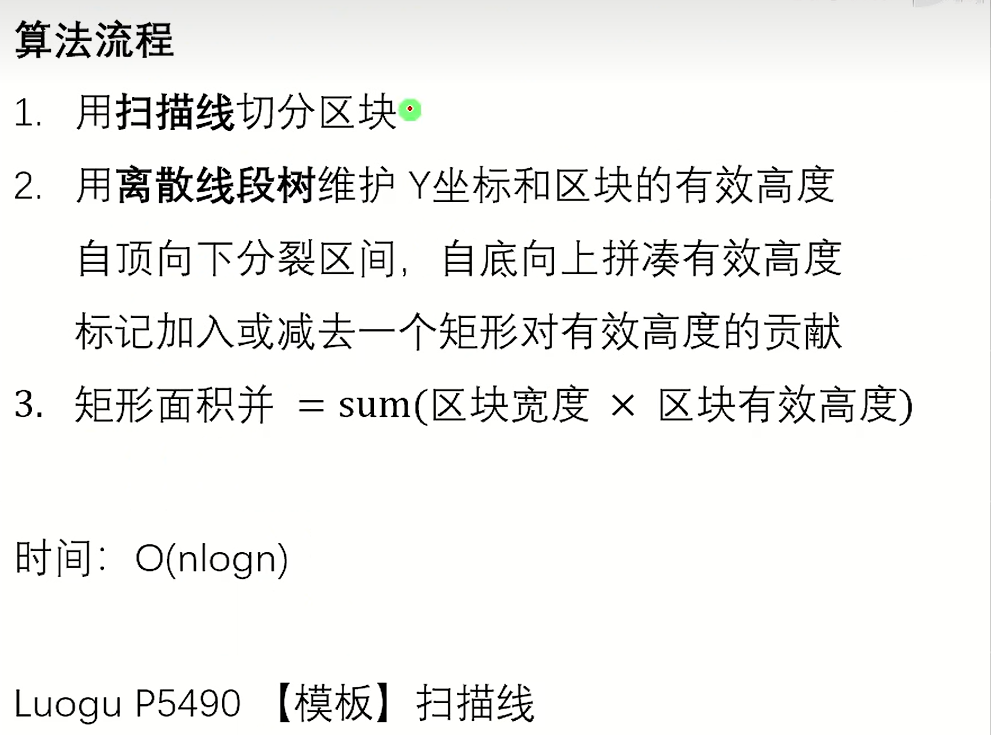 算法流程
1. 用扫描线切分区块
2. 用离散线段树维护 Y坐标和区块的有效高度
自顶向下分裂区间，自底向上拼凑有效高度
标记加入或减去一个矩形对有效高度的贡献
3. 矩形面积并 = sum(区块宽度 × 区块有效高度)
时间：O(nlogn)
Luogu P5490 【模板】扫描线